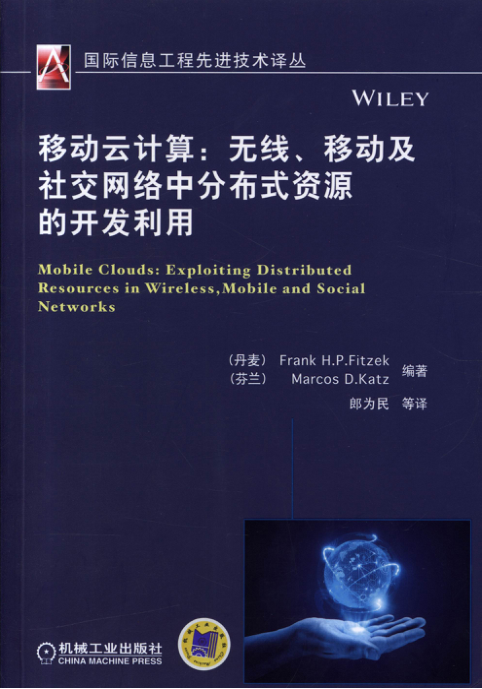 国际信息工程先进技术译丛
WILEY
移动云计算：无线、移动及
社交网络中分布式资源
的开发利用
Mobile Clouds: Exploiting Distributed
Resources in Wireless,Mobile and Social
Networks
（丹麦） Frank H.P.Fitzek
（芬兰） Marcos D.Katz
编著
郎为民 等译
机械工业出版社
CHINA MACHINE PRESS